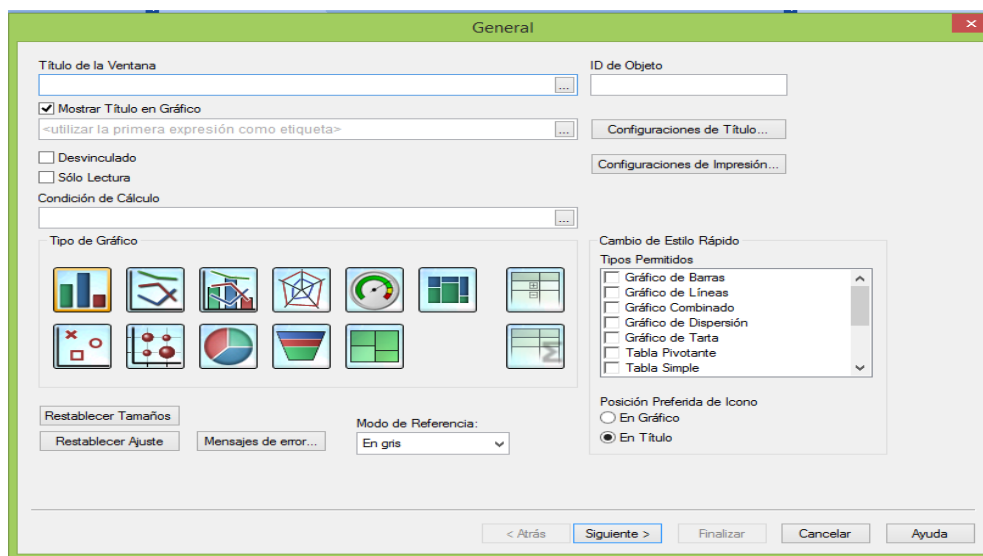 General
Título de la Ventana
ID de Objeto
...
Mostrar Título en Gráfico
<utilizar la primera expresión como etiqueta>
...
Configuraciones de Título...
Desvinculado
Configuraciones de Impresión...
Sólo Lectura
Condición de Cálculo
...
Tipo de Gráfico
Cambio de Estilo Rápido
Tipos Permitidos
Gráfico de Barras
Gráfico de Líneas
Gráfico Combinado
Gráfico de Dispersión
Gráfico de Tarta
Tabla Pivotante
Tabla Simple
Posición Preferida de Icono
En Gráfico
En Título
Restablecer Tamaños
Restablecer Ajuste
Mensajes de error...
Modo de Referencia:
En gris
< Atrás
Siguiente >
Finalizar
Cancelar
Ayuda